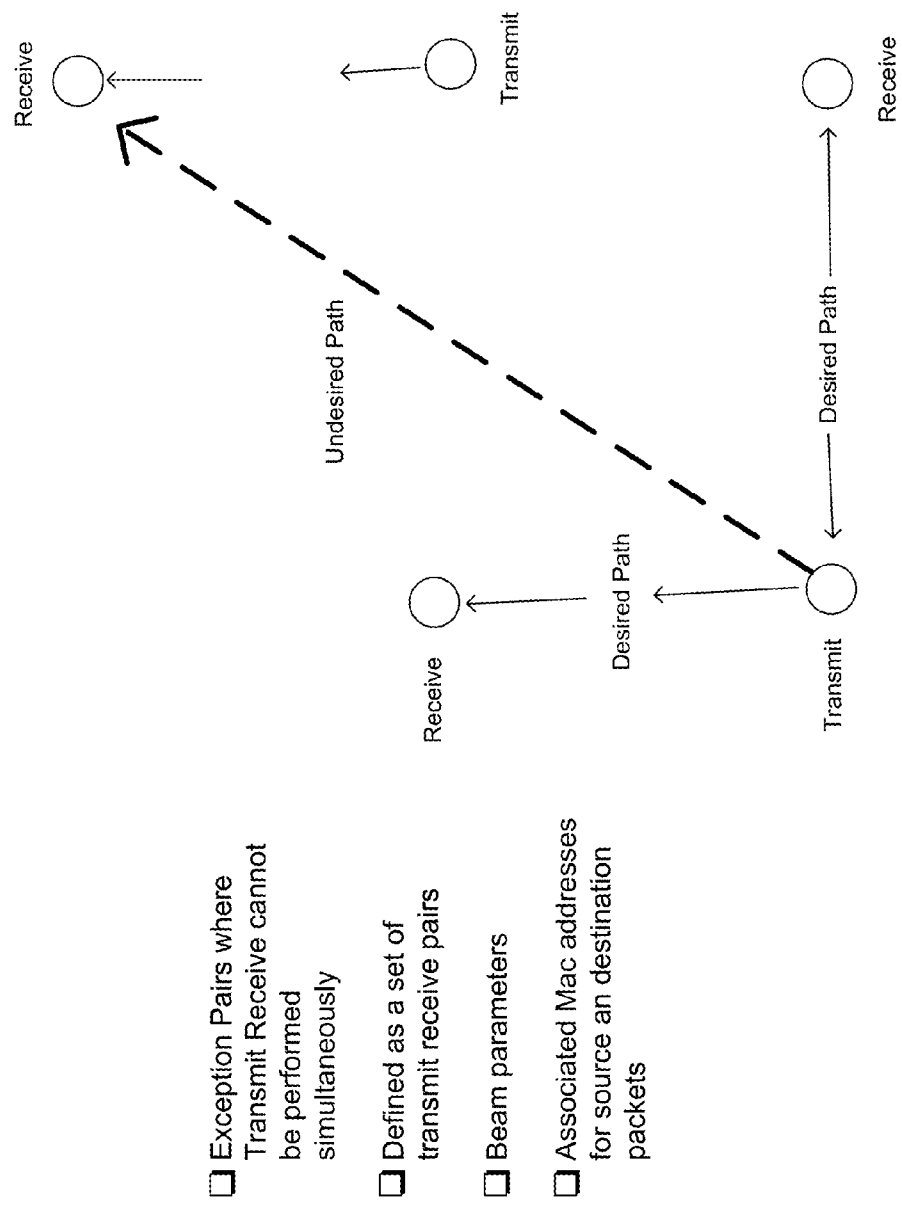 ❑ Exception Pairs where
Transmit Receive cannot
be performed
simultaneously
❑ Defined as a set of
transmit receive pairs
❑ Beam parameters
❑ Associated Mac addresses
for source an destination
packets
Receive
Transmit
Undesired Path
Receive
Desired Path
Transmit
Desired Path
Receive